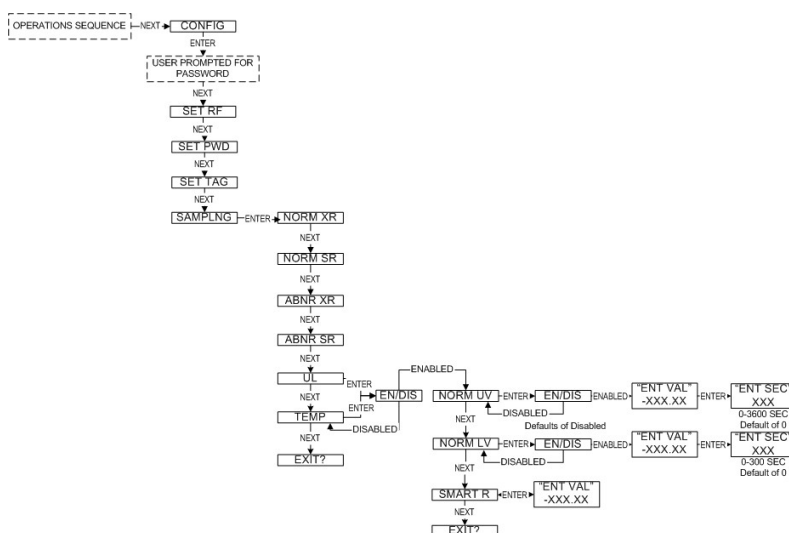 OPERATIONS SEQUENCE
NEXT
CONFIG
ENTER
USER PROMPTED FOR
PASSWORD
NEXT
SET RF
NEXT
SET PWD
NEXT
SET TAG
NEXT
SAMPLNG
ENTER
NORM XR
NEXT
NORM SR
NEXT
ABNR XR
NEXT
ABNR SR
NEXT
UL
ENTER
NEXT
TEMP
ENTER
NEXT
EXIT?
EN/DIS
ENABLED
DISABLED
NORM UV
ENTER
EN/DIS
ENABLED
"ENT VAL"
-XXX.XX
ENTER
"ENT SEC"
XXX
0-3600 SEC
Default of 0
DISABLED
Defaults of Disabled
NEXT
NORM LV
ENTER
EN/DIS
ENABLED
"ENT VAL"
-XXX.XX
ENTER
"ENT SEC"
XXX
0-300 SEC
Default of 0
DISABLED
NEXT
SMART R
ENTER
"ENT VAL"
-XXX.XX
NEXT
EXIT?